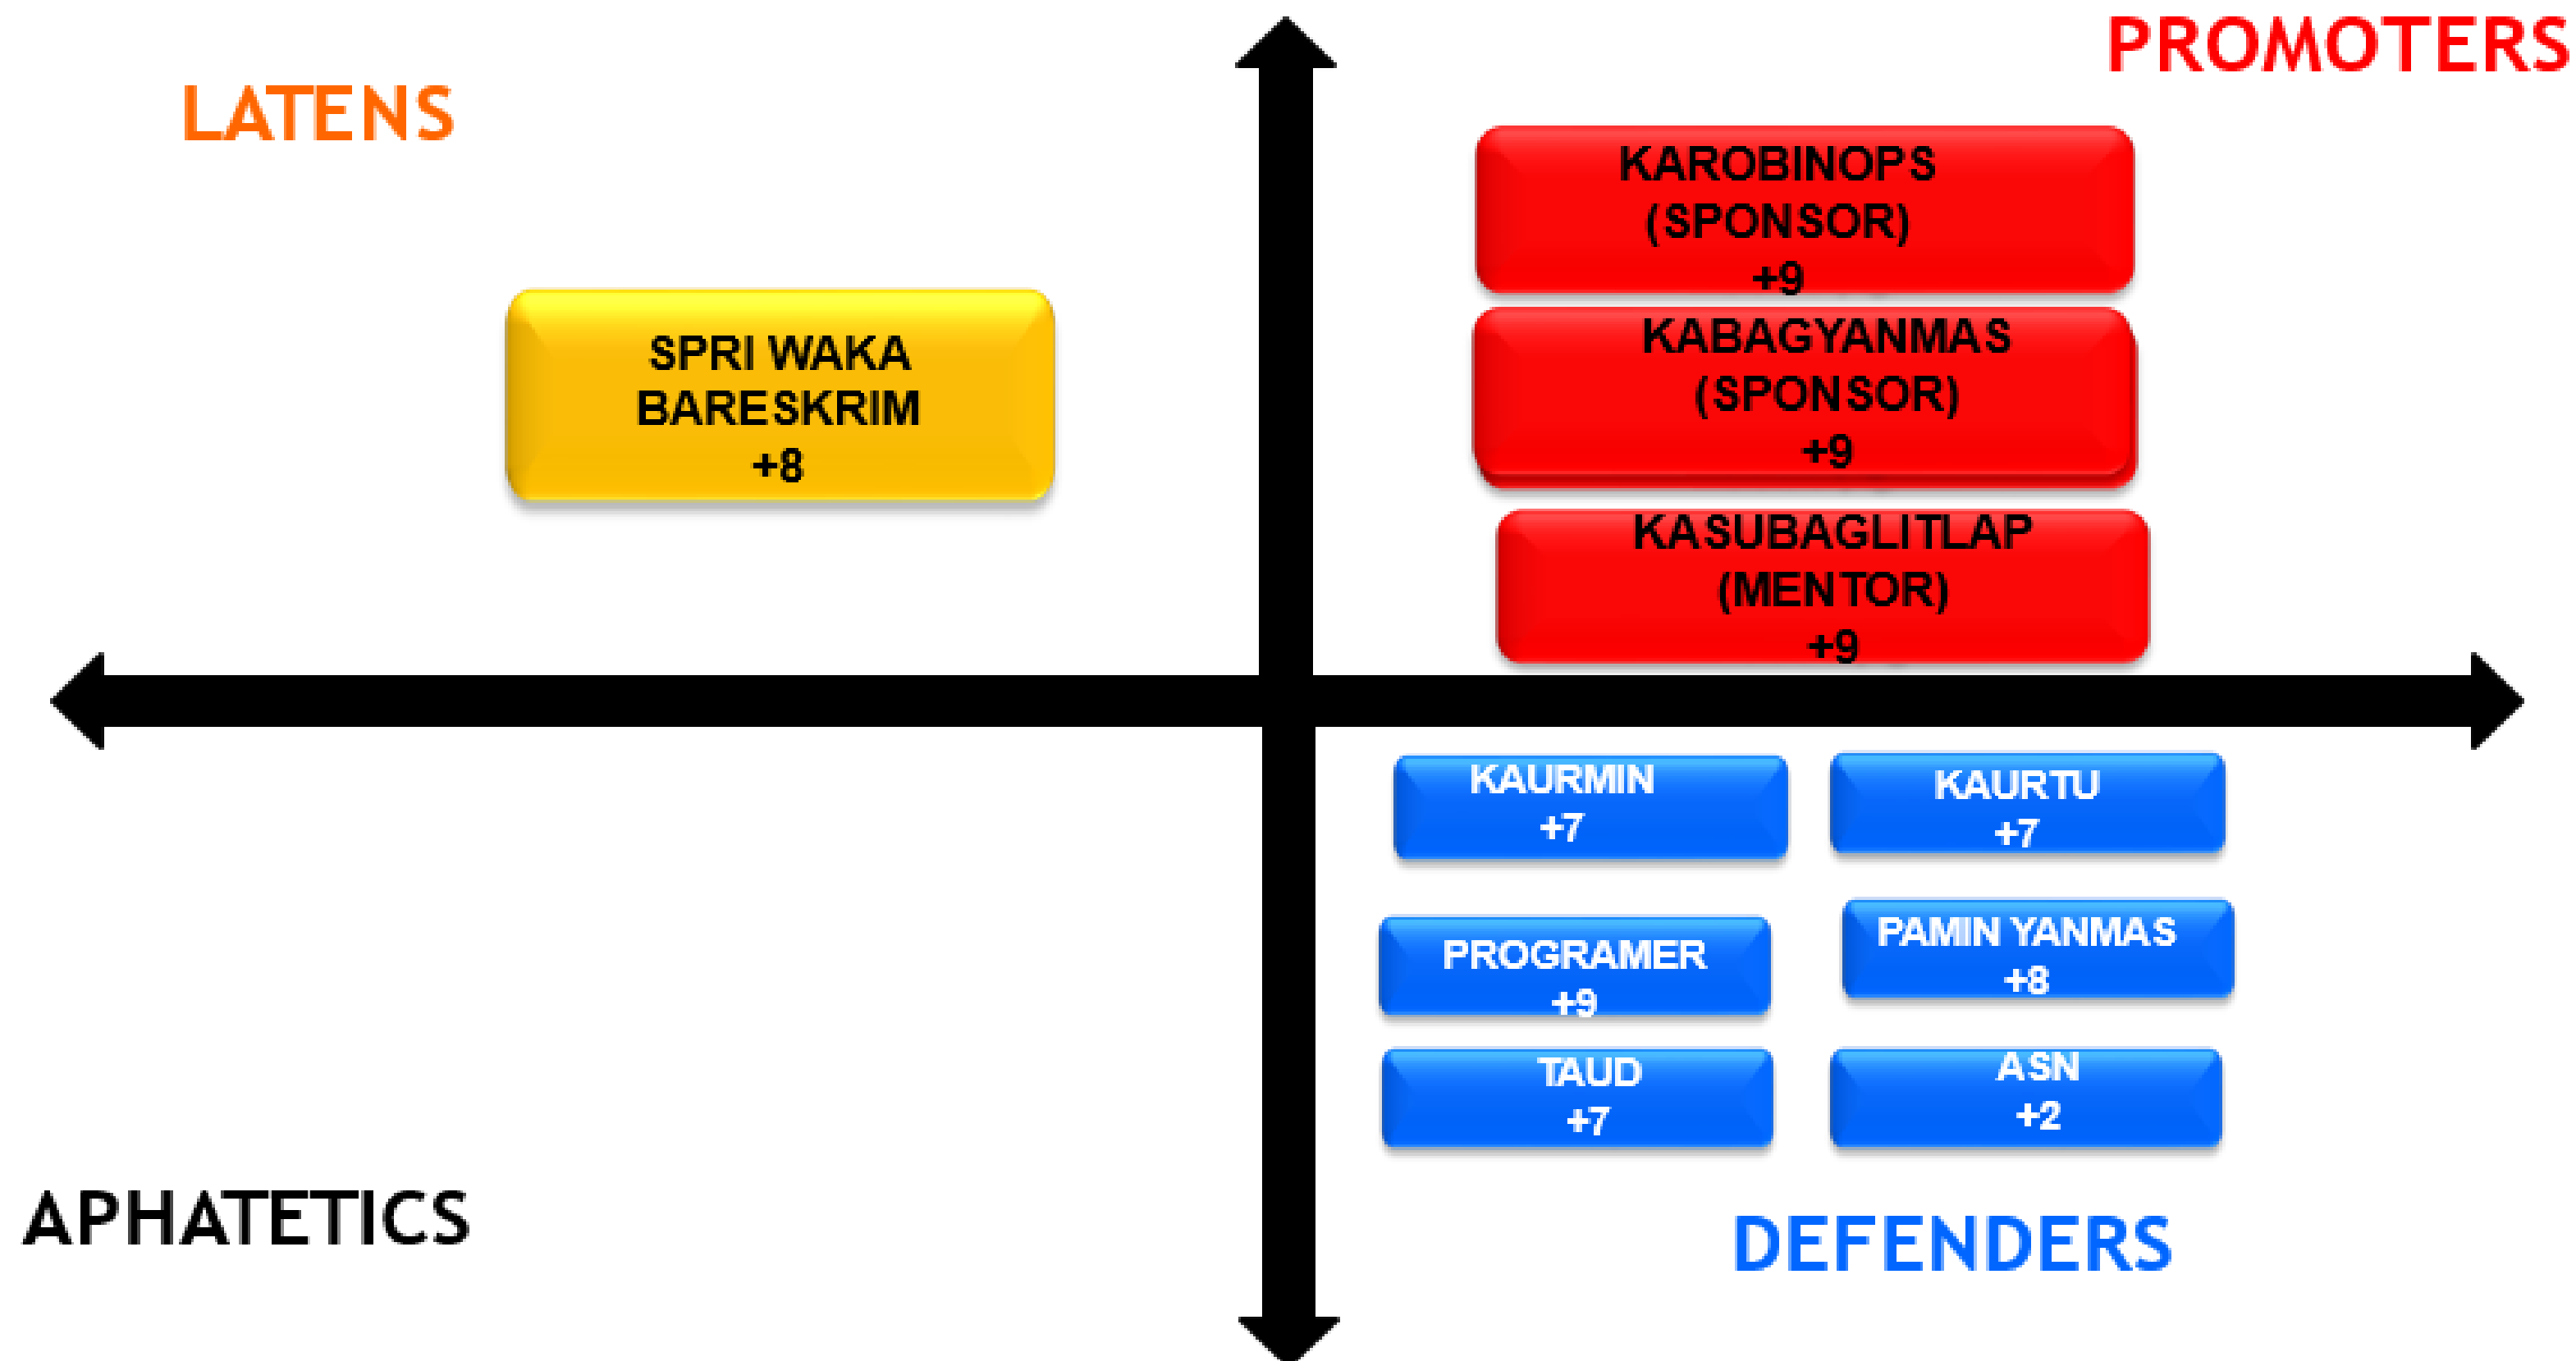 PROMOTERS
LATENS
KAROBINOPS
(SPONSOR)
+9
SPRI WAKA
BARESKRIM
+8
KABAGYANMAS
(SPONSOR)
+9
KASUBAGLITLAP
(MENTOR)
+9
KAURMIN
+7
KAURTU
+7
PROGRAMER
+9
PAMIN YANMAS
+8
TAUD
+7
ASN
+2
APHATETICS
DEFENDERS